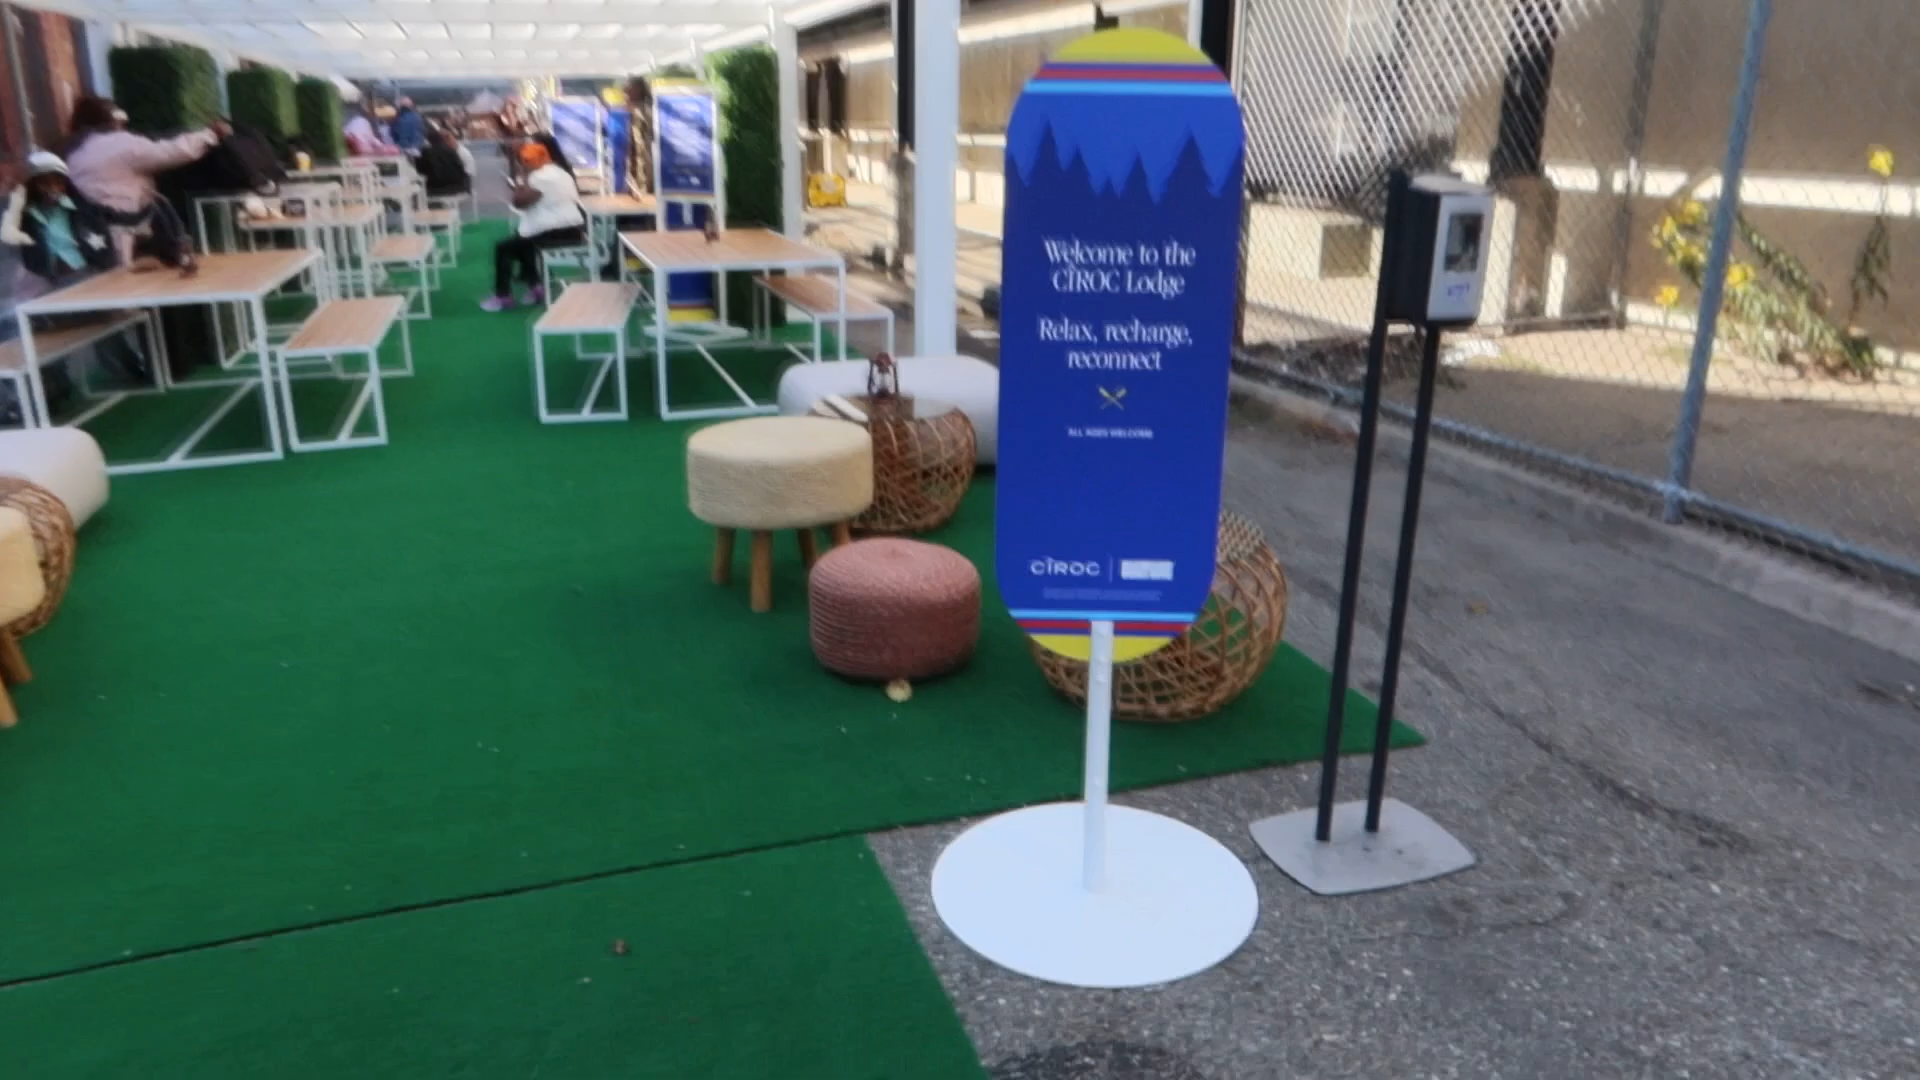 Welcome to the
CÎROC Lodge
Relax, recharge,
reconnect
ALL AGES WELCOME
CÎROC